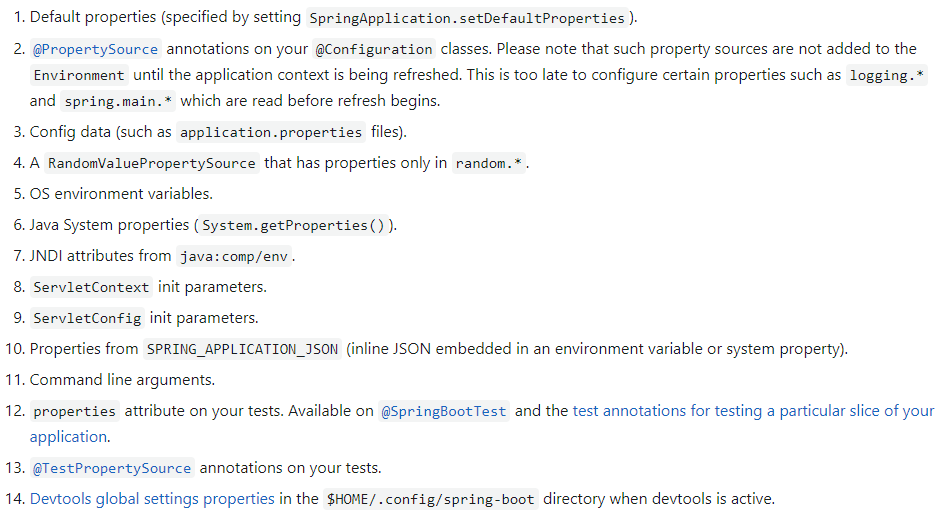 1. Default properties (specified by setting SpringApplication.setDefaultProperties).
2. @PropertySource annotations on your @Configuration classes. Please note that such property sources are not added to the
Environment until the application context is being refreshed. This is too late to configure certain properties such as logging.*
and spring.main.* which are read before refresh begins.
3. Config data (such as application.properties files).
4. A RandomValuePropertySource that has properties only in random.*.
5. OS environment variables.
6. Java System properties (System.getProperties()).
7. JNDI attributes from java:comp/env.
8. ServletContext init parameters.
9. ServletConfig init parameters.
10. Properties from SPRING_APPLICATION_JSON (inline JSON embedded in an environment variable or system property).
11. Command line arguments.
12. properties attribute on your tests. Available on @SpringBootTest and the test annotations for testing a particular slice of your
application.
13. @TestPropertySource annotations on your tests.
14. Devtools global settings properties in the $HOME/.config/spring-boot directory when devtools is active.